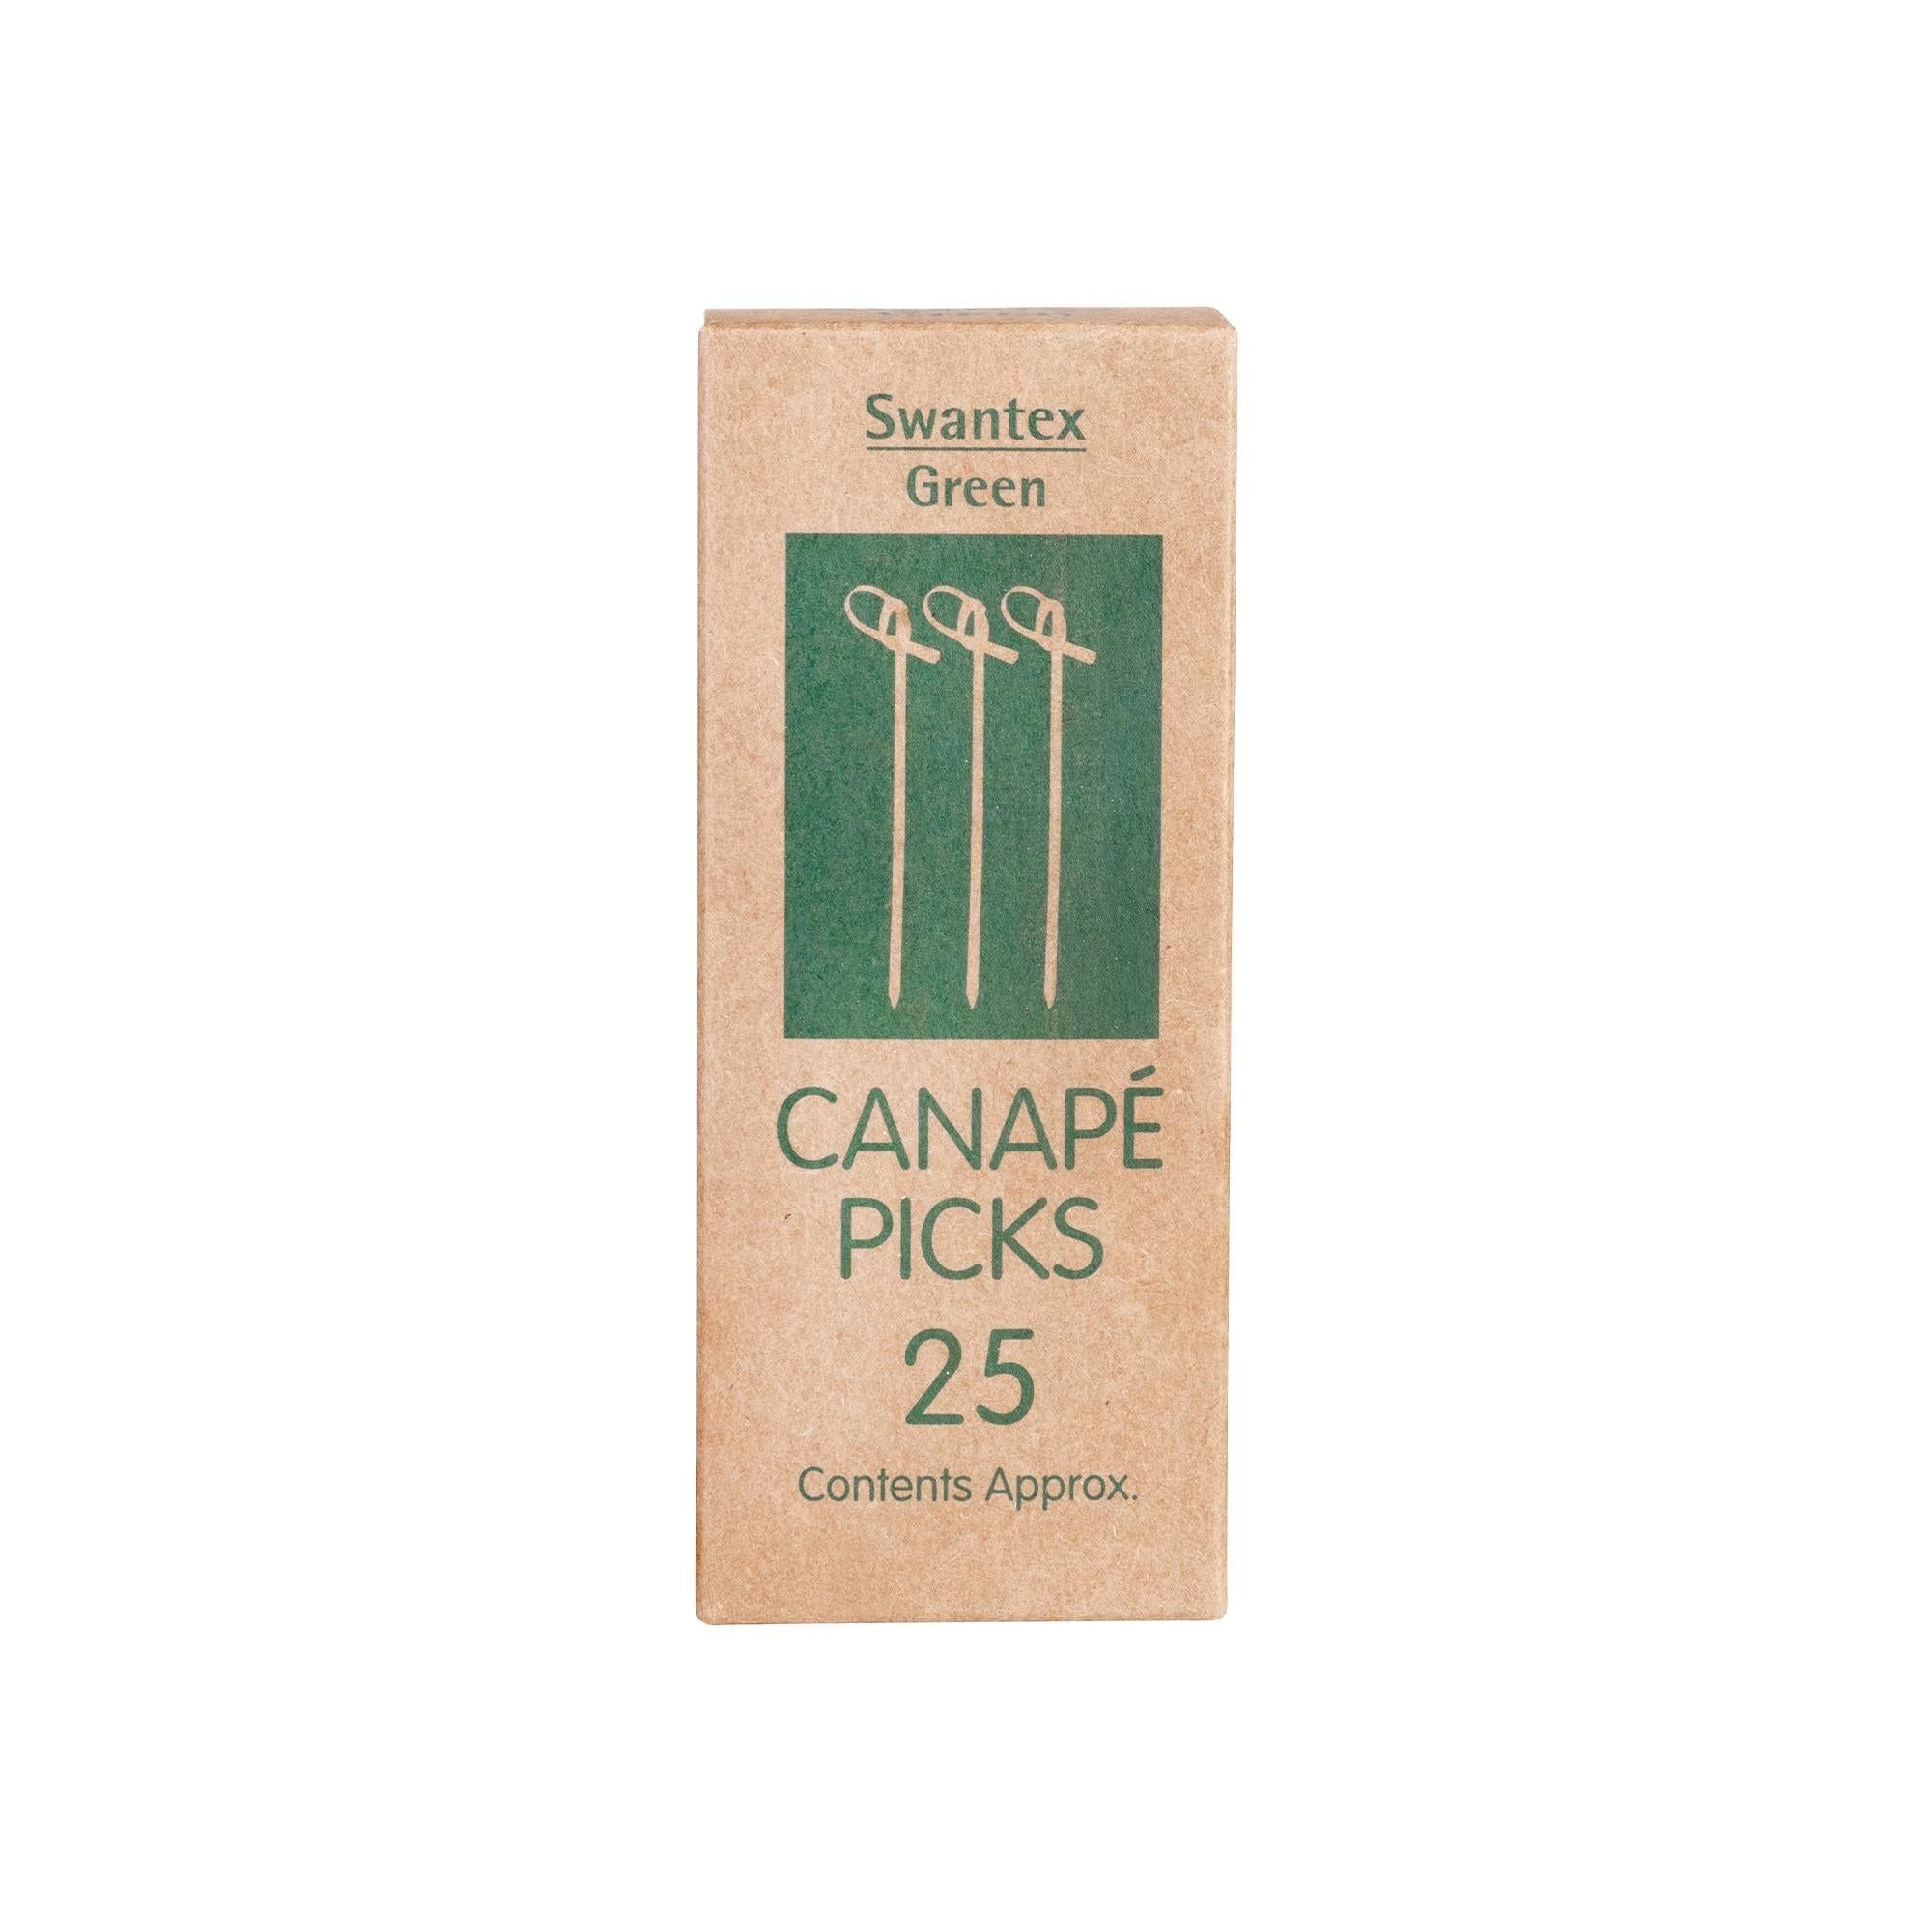 Swantex
Green
CANAPÉ
PICKS
25
Contents Approx.